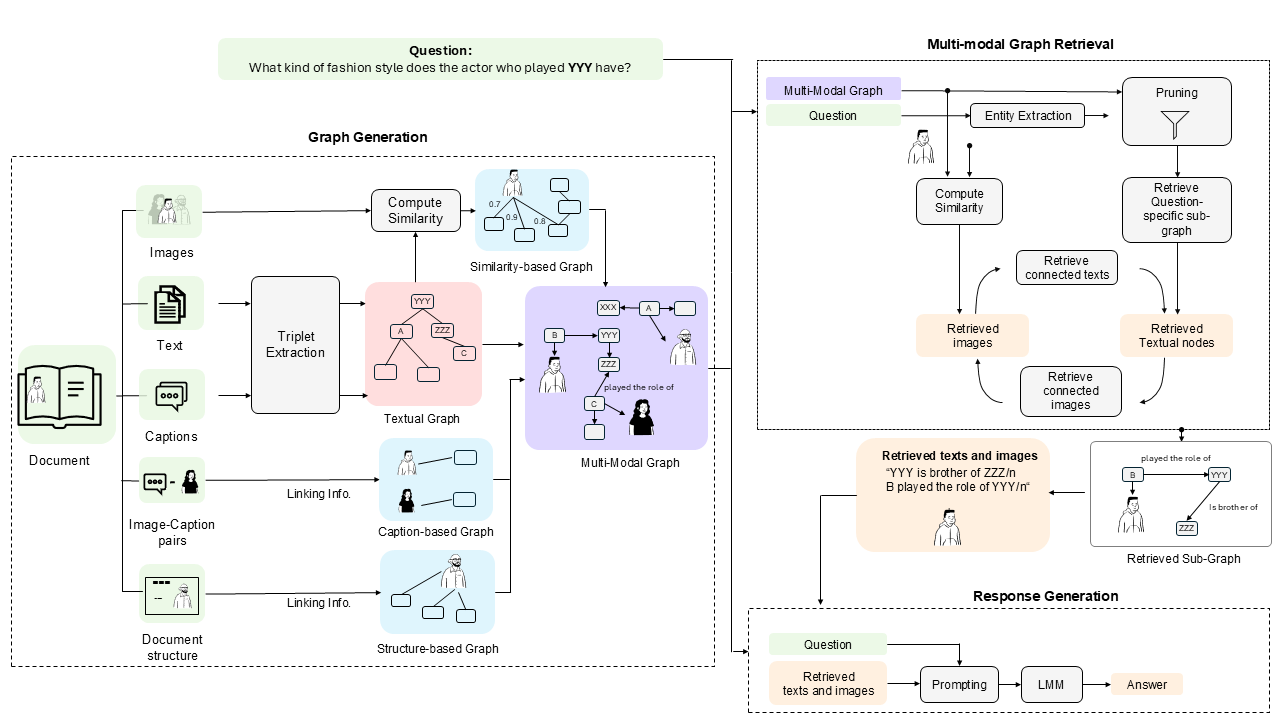 Question:
What kind of fashion style does the actor who played YYY have?
Graph Generation
Document
Images
Text
Captions
Image-Caption
pairs
Document
structure
Triplet
Extraction
Compute
Similarity
0.7
0.9
0.8
Similarity-based Graph
YYY
A
ZZZ
C
Textual Graph
Linking Info.
Caption-based Graph
Linking Info.
Structure-based Graph
XXX
A
B
YYY
ZZZ
played the role of
C
Multi-Modal Graph
Multi-modal Graph Retrieval
Multi-Modal Graph
Question
Entity Extraction
Pruning
Compute
Similarity
Retrieve
Question-
specific sub-
graph
Retrieve
connected texts
Retrieved
images
Retrieved
Textual nodes
Retrieve
connected
images
Retrieved texts and images
“YYY is brother of ZZZ/n
B played the role of YYY/n“
played the role of
B
YYY
Is brother of
ZZZ
Retrieved Sub-Graph
Response Generation
Question
Retrieved
texts and images
Prompting
LMM
Answer